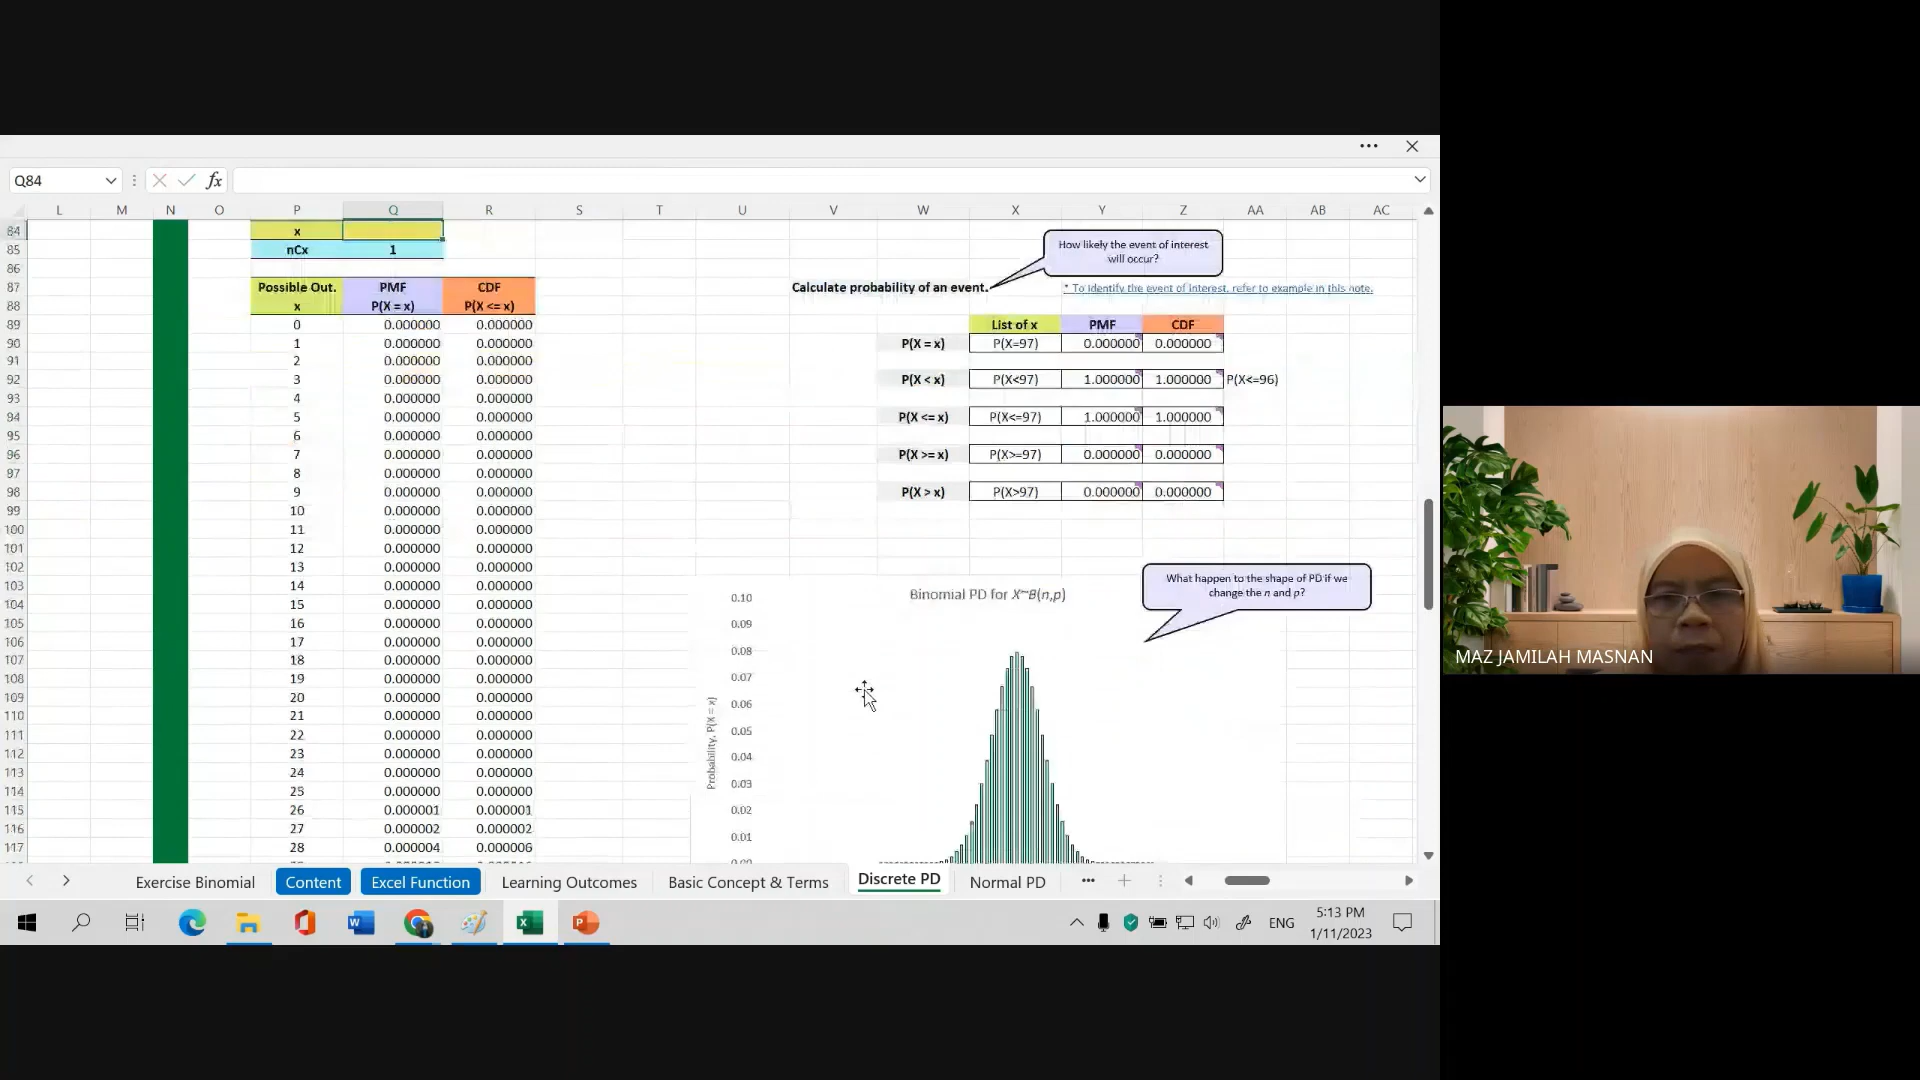 Q84
fx
L M N O P Q R S T U V W X Y Z AA AB AC
84 x
85 nCx 1
86
How likely the event of interest
will occur?
87 Possible Out. PMF CDF
Calculate probability of an event.
* To identify the event of interest, refer to example in this note.
88 x P(X = x) P(X <= x)
89 0 0.000000 0.000000 List of x PMF CDF
90 1 0.000000 0.000000 P(X = x) P(X=97) 0.000000 0.000000
91 2 0.000000 0.000000
92 3 0.000000 0.000000 P(X < x) P(X<97) 1.000000 1.000000 P(X<=96)
93 4 0.000000 0.000000
94 5 0.000000 0.000000 P(X <= x) P(X<=97) 1.000000 1.000000
95 6 0.000000 0.000000
96 7 0.000000 0.000000 P(X >= x) P(X>=97) 0.000000 0.000000
97 8 0.000000 0.000000
98 9 0.000000 0.000000 P(X > x) P(X>97) 0.000000 0.000000
99 10 0.000000 0.000000
100 11 0.000000 0.000000
101 12 0.000000 0.000000
102 13 0.000000 0.000000
103 14 0.000000 0.000000
104 15 0.000000 0.000000
105 16 0.000000 0.000000
106 17 0.000000 0.000000
107 18 0.000000 0.000000
108 19 0.000000 0.000000
109 20 0.000000 0.000000
110 21 0.000000 0.000000
111 22 0.000000 0.000000
112 23 0.000000 0.000000
113 24 0.000000 0.000000
114 25 0.000000 0.000000
115 26 0.000001 0.000001
116 27 0.000002 0.000002
117 28 0.000004 0.000006
What happen to the shape of PD if we
change the n and p?
Binomial PD for X~B(n,p)
Probability, P(X = x)
0.10
0.09
0.08
0.07
0.06
0.05
0.04
0.03
0.02
0.01
0.00
Exercise Binomial Content Excel Function Learning Outcomes Basic Concept & Terms Discrete PD Normal PD
ENG
5:13 PM
1/11/2023
MAZ JAMILAH MASNAN